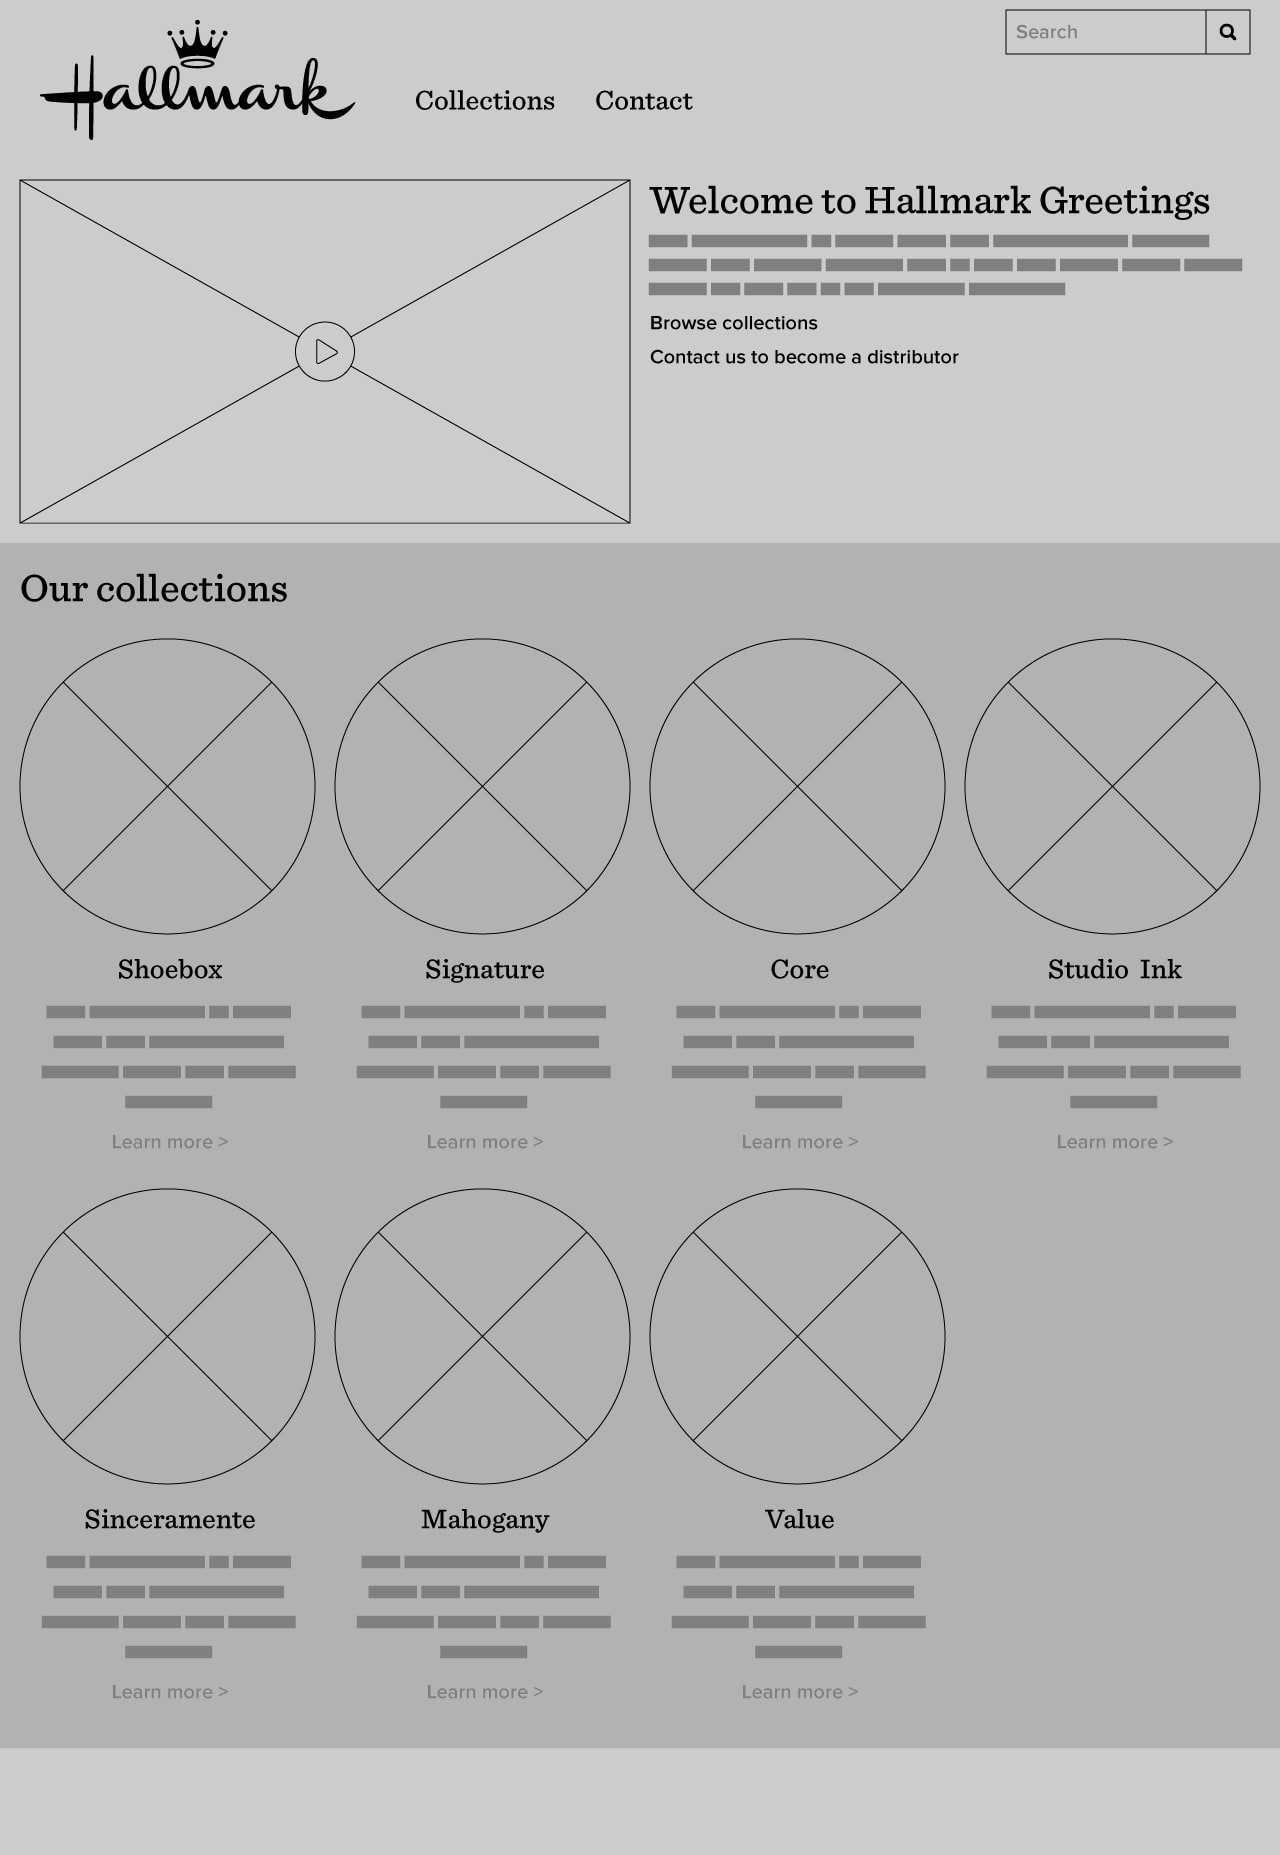 Hallmark
Collections
Contact
Search
Welcome to Hallmark Greetings
Browse collections
Contact us to become a distributor
Our collections
Shoebox
Signature
Core
Studio Ink
Learn more >
Learn more >
Learn more >
Learn more >
Sinceramente
Mahogany
Value
Learn more >
Learn more >
Learn more >